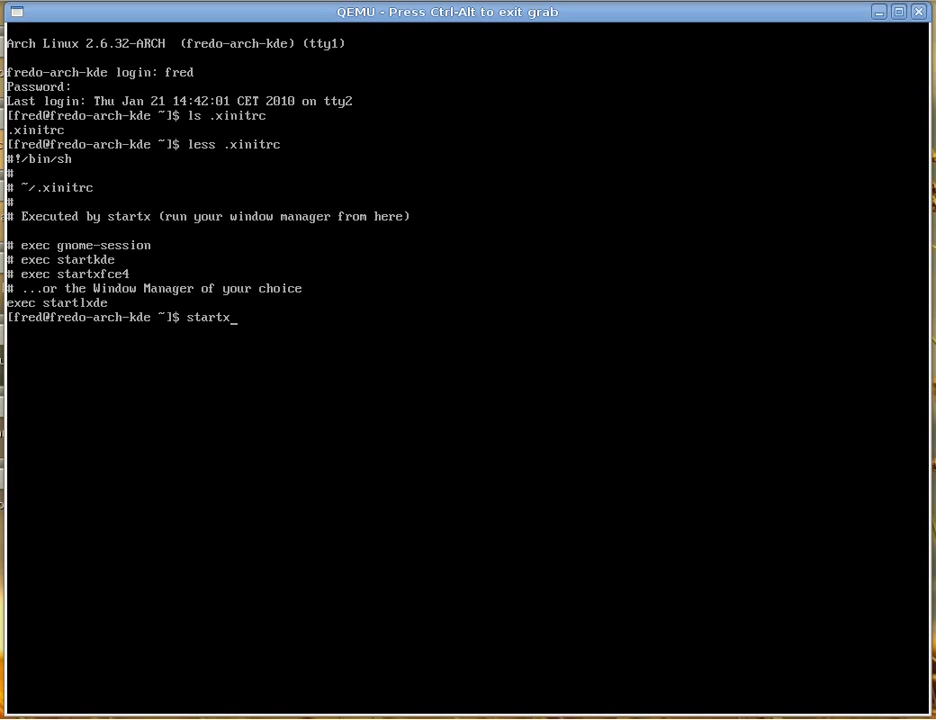 QEMU - Press Ctrl-Alt to exit grab
Arch Linux 2.6.32-ARCH  (fredo-arch-kde) (tty1)
fredo-arch-kde login: fred
Password:
Last login: Thu Jan 21 14:42:01 CET 2010 on tty2
[fred@fredo-arch-kde ~]$ ls .xinitrc
.xinitrc
[fred@fredo-arch-kde ~]$ less .xinitrc
#!/bin/sh
#
# ~/.xinitrc
#
# Executed by startx (run your window manager from here)
# exec gnome-session
# exec startkde
# exec startxfce4
# ...or the Window Manager of your choice
exec startlxde
[fred@fredo-arch-kde ~]$ startx_